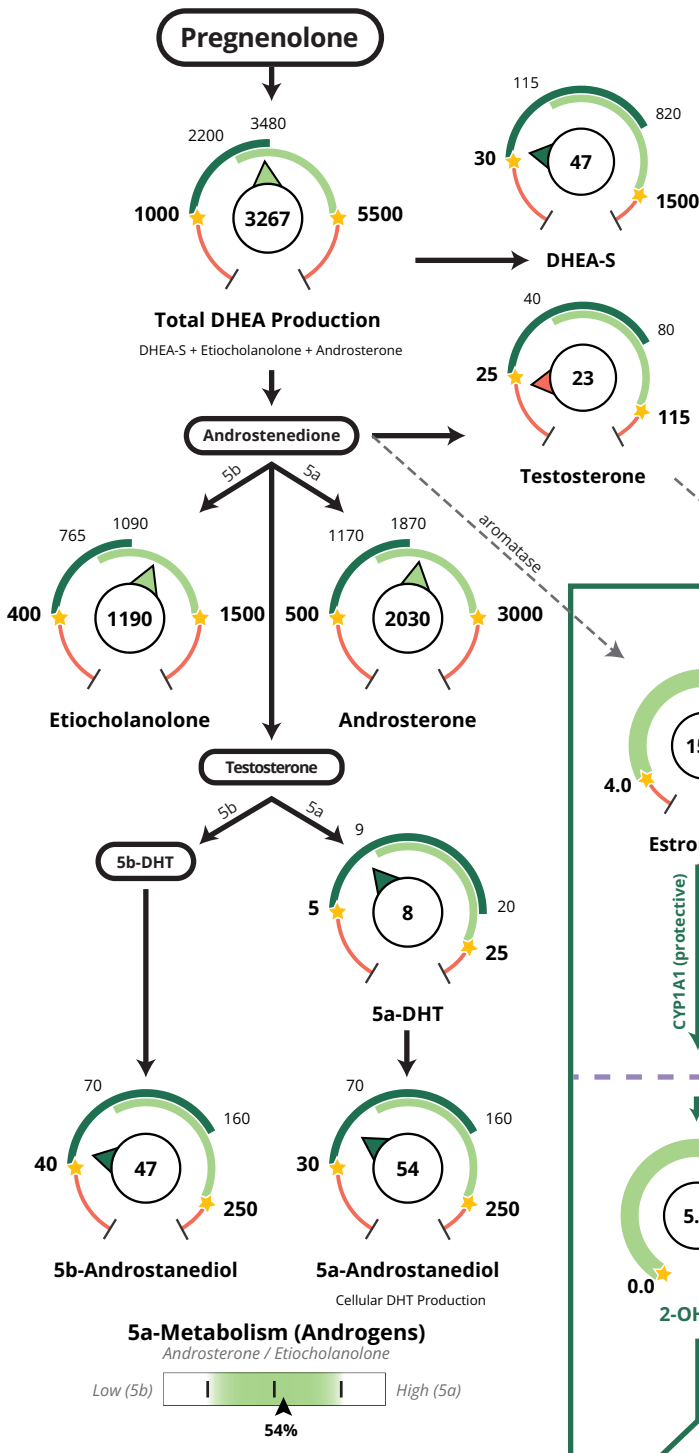 Pregnenolone
2200
3480
1000
3267
5500
Total DHEA Production
DHEA-S + Etiocholanolone + Androsterone
115
820
30
47
1500
DHEA-S
40
80
25
23
115
Testosterone
Androstenedione
5b
5a
aromatase
765
1090
400
1190
1500
Etiocholanolone
1170
1870
500
2030
3000
Androsterone
Testosterone
5b
5a
5b-DHT
9
20
5
8
25
5a-DHT
70
160
40
47
250
5b-Androstanediol
70
160
30
54
250
5a-Androstanediol
Cellular DHT Production
5a-Metabolism (Androgens)
Androsterone / Etiocholanolone
Low (5b)
High (5a)
54%
4.0
Estro
CYP1A1 (protective)
5.
0.0
2-OH